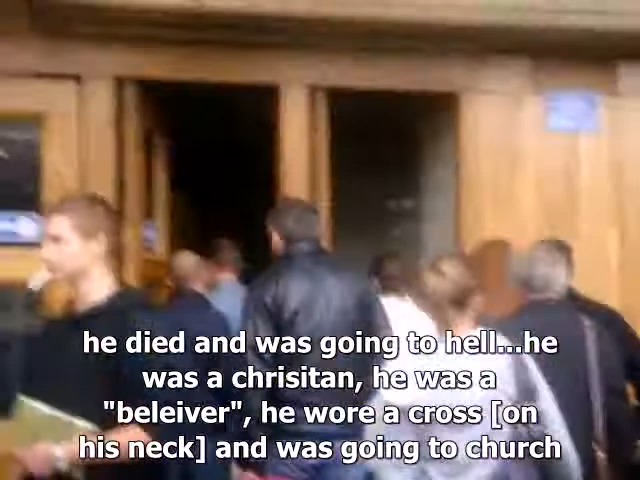 he died and was going to hell...he
was a chrisitan, he was a
"beleiver", he wore a cross [on
his neck] and was going to church